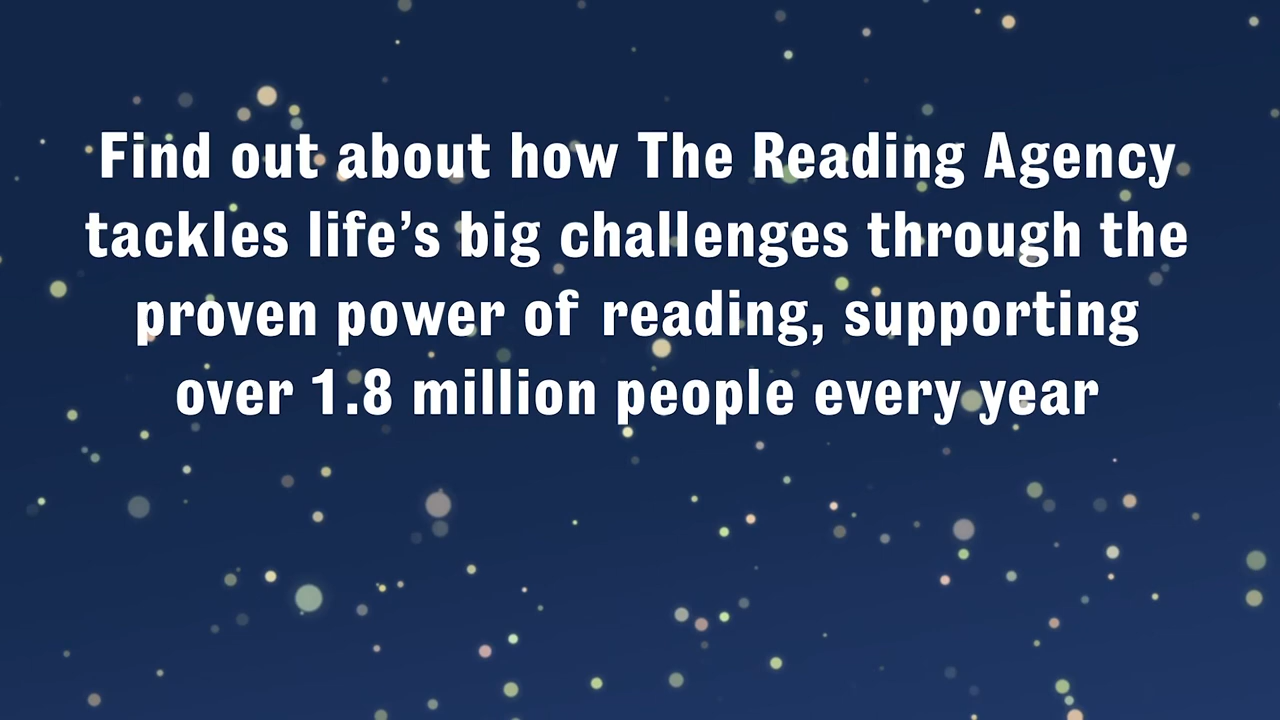 Find out about how The Reading Agency
tackles life’s big challenges through the
proven power of reading, supporting
over 1.8 million people every year